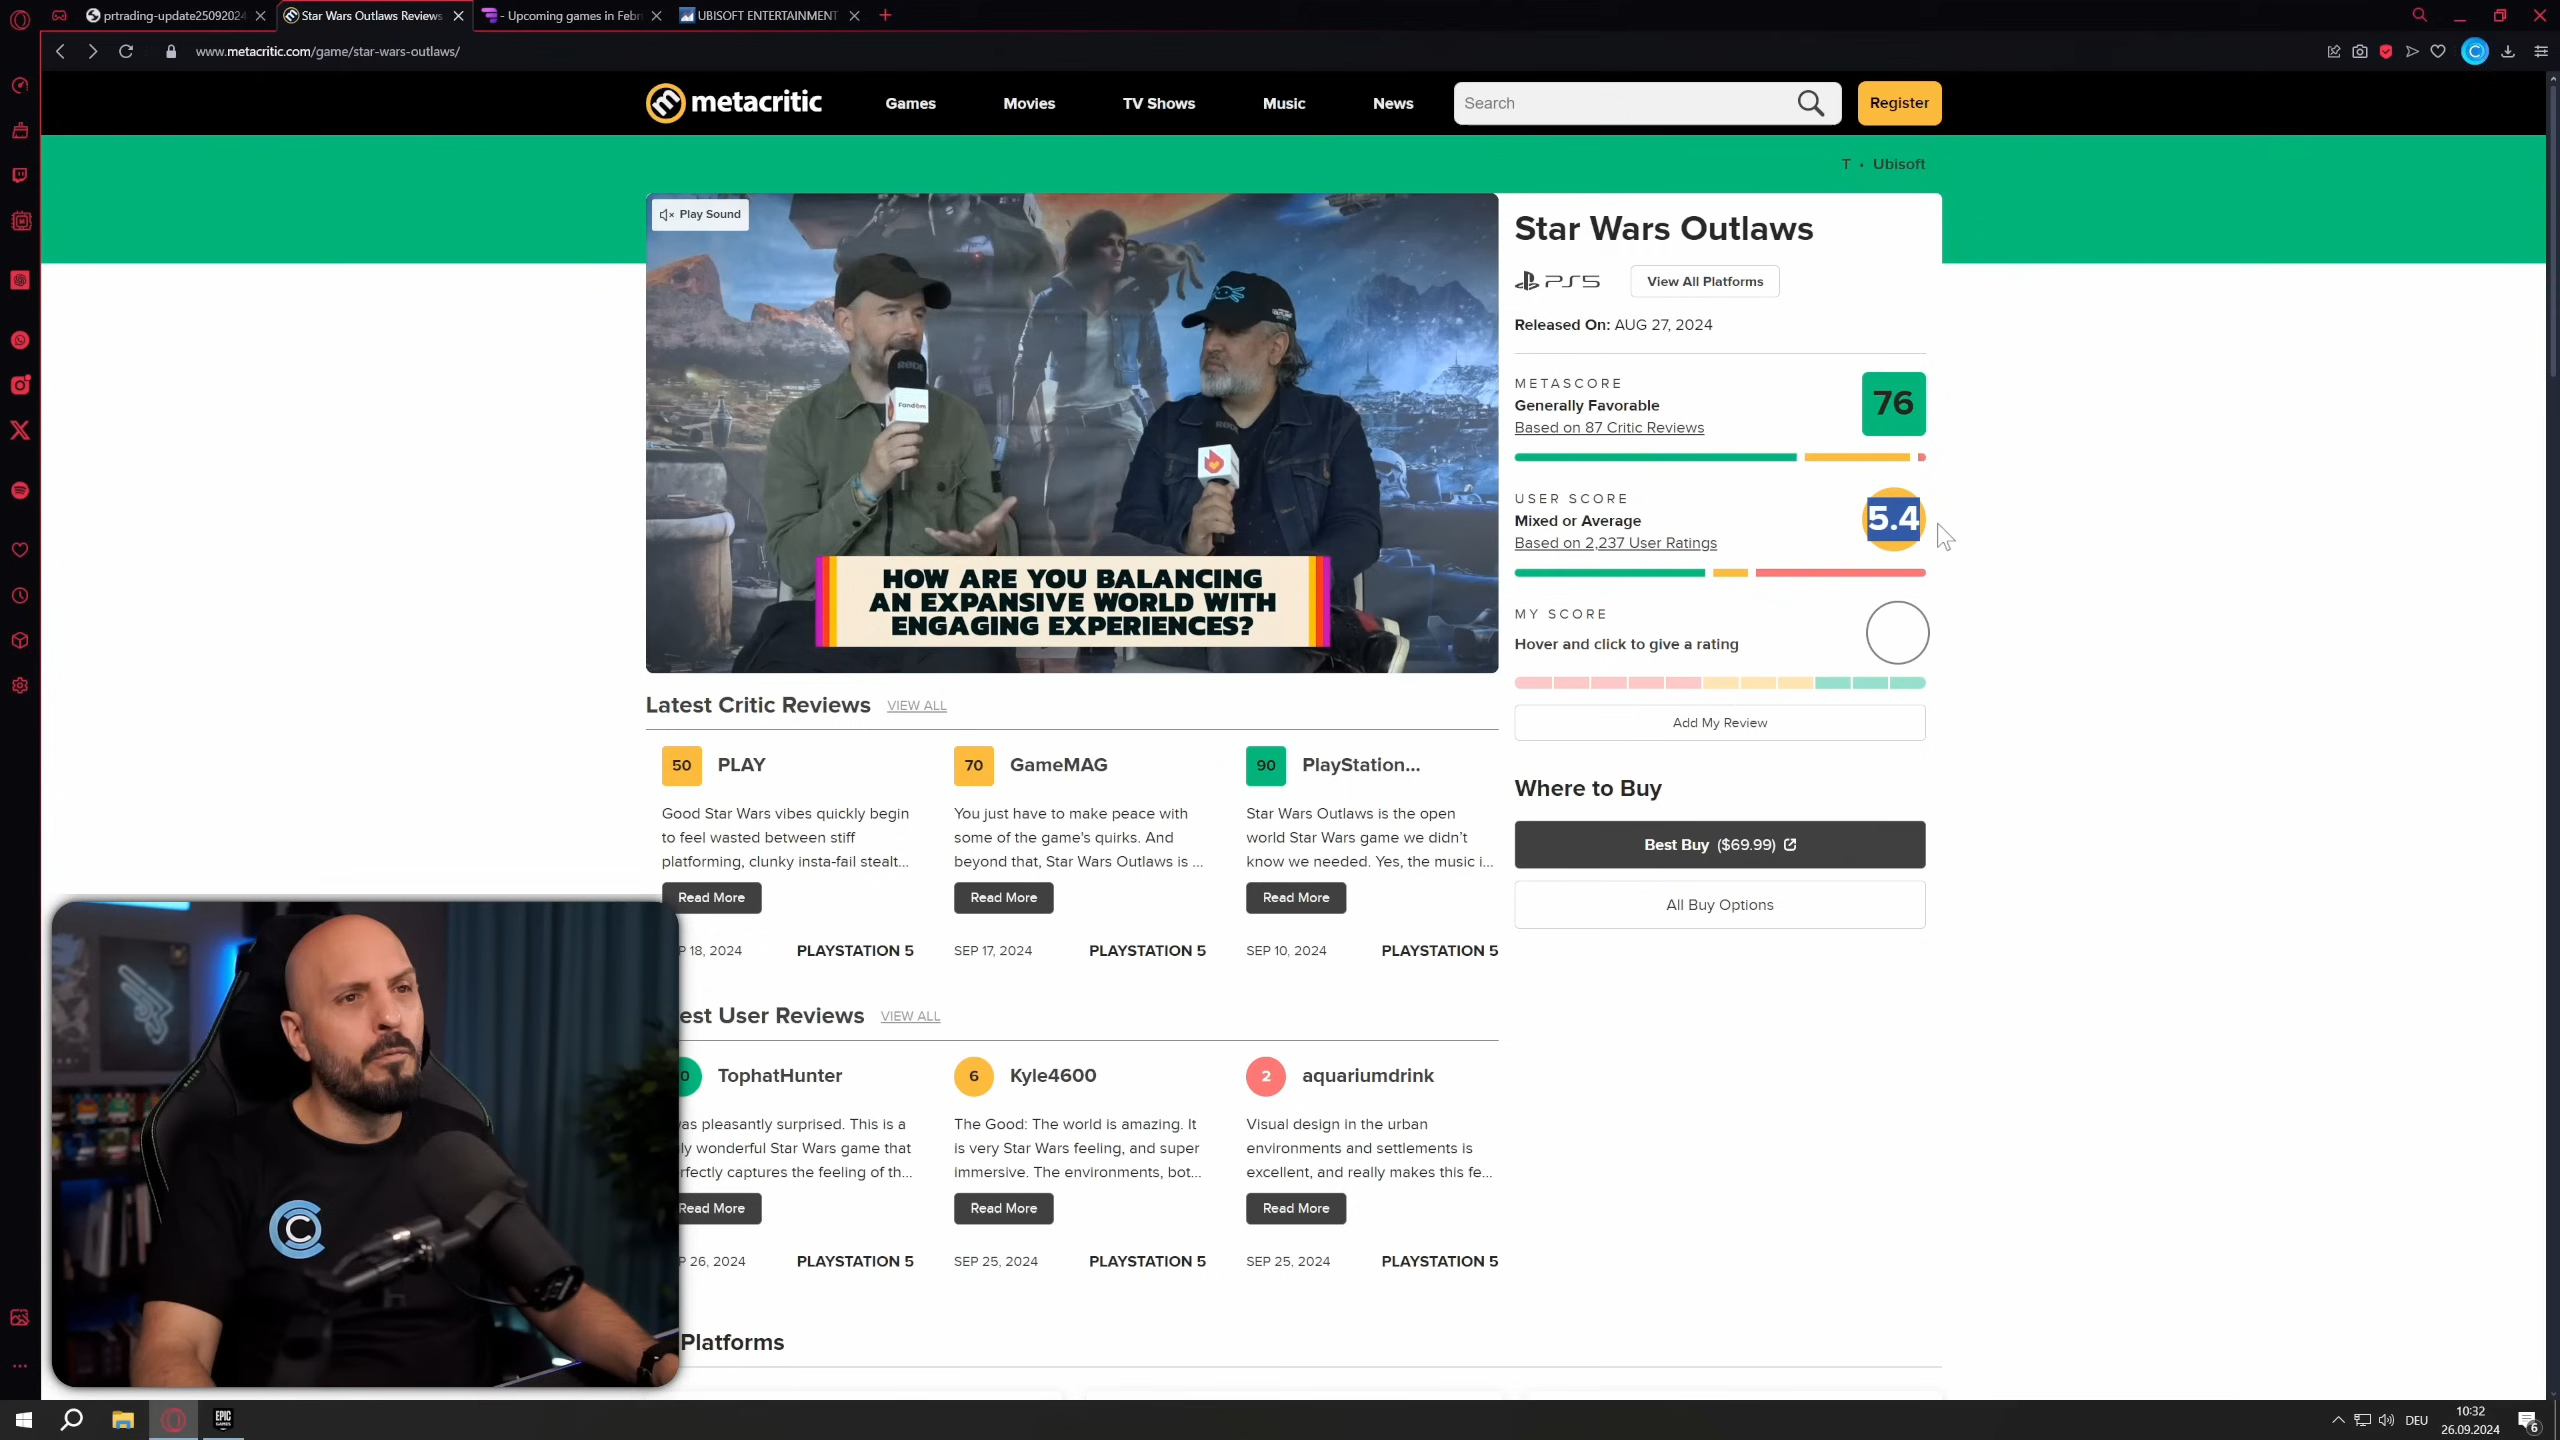 prtrading-update25092024
Star Wars Outlaws Reviews
- Upcoming games in Febr
UBISOFT ENTERTAINMENT
www.metacritic.com/game/star-wars-outlaws/
metacritic
Games
Movies
TV Shows
Music
News
Search
Register
T • Ubisoft
Play Sound
Fandom
HOW ARE YOU BALANCING
AN EXPANSIVE WORLD WITH
ENGAGING EXPERIENCES?
Star Wars Outlaws
PS5
View All Platforms
Released On: AUG 27, 2024
METASCORE
Generally Favorable
Based on 87 Critic Reviews
76
USER SCORE
Mixed or Average
Based on 2,237 User Ratings
5.4
MY SCORE
Hover and click to give a rating
Add My Review
Where to Buy
Best Buy ($69.99)
All Buy Options
Latest Critic Reviews
VIEW ALL
50 PLAY
Good Star Wars vibes quickly begin
to feel wasted between stiff
platforming, clunky insta-fail stealt...
Read More
P 18, 2024
PLAYSTATION 5
70 GameMAG
You just have to make peace with
some of the game's quirks. And
beyond that, Star Wars Outlaws is ...
Read More
SEP 17, 2024
PLAYSTATION 5
90 PlayStation...
Star Wars Outlaws is the open
world Star Wars game we didn't
know we needed. Yes, the music i...
Read More
SEP 10, 2024
PLAYSTATION 5
est User Reviews
VIEW ALL
0 TophatHunter
as pleasantly surprised. This is a
ly wonderful Star Wars game that
rfectly captures the feeling of th...
Read More
P 26, 2024
PLAYSTATION 5
6 Kyle4600
The Good: The world is amazing. It
is very Star Wars feeling, and super
immersive. The environments, bot...
Read More
SEP 25, 2024
PLAYSTATION 5
2 aquariumdrink
Visual design in the urban
environments and settlements is
excellent, and really makes this fe...
Read More
SEP 25, 2024
PLAYSTATION 5
Platforms
EPIC
GAMES
DEU
10:32
26.09.2024
6